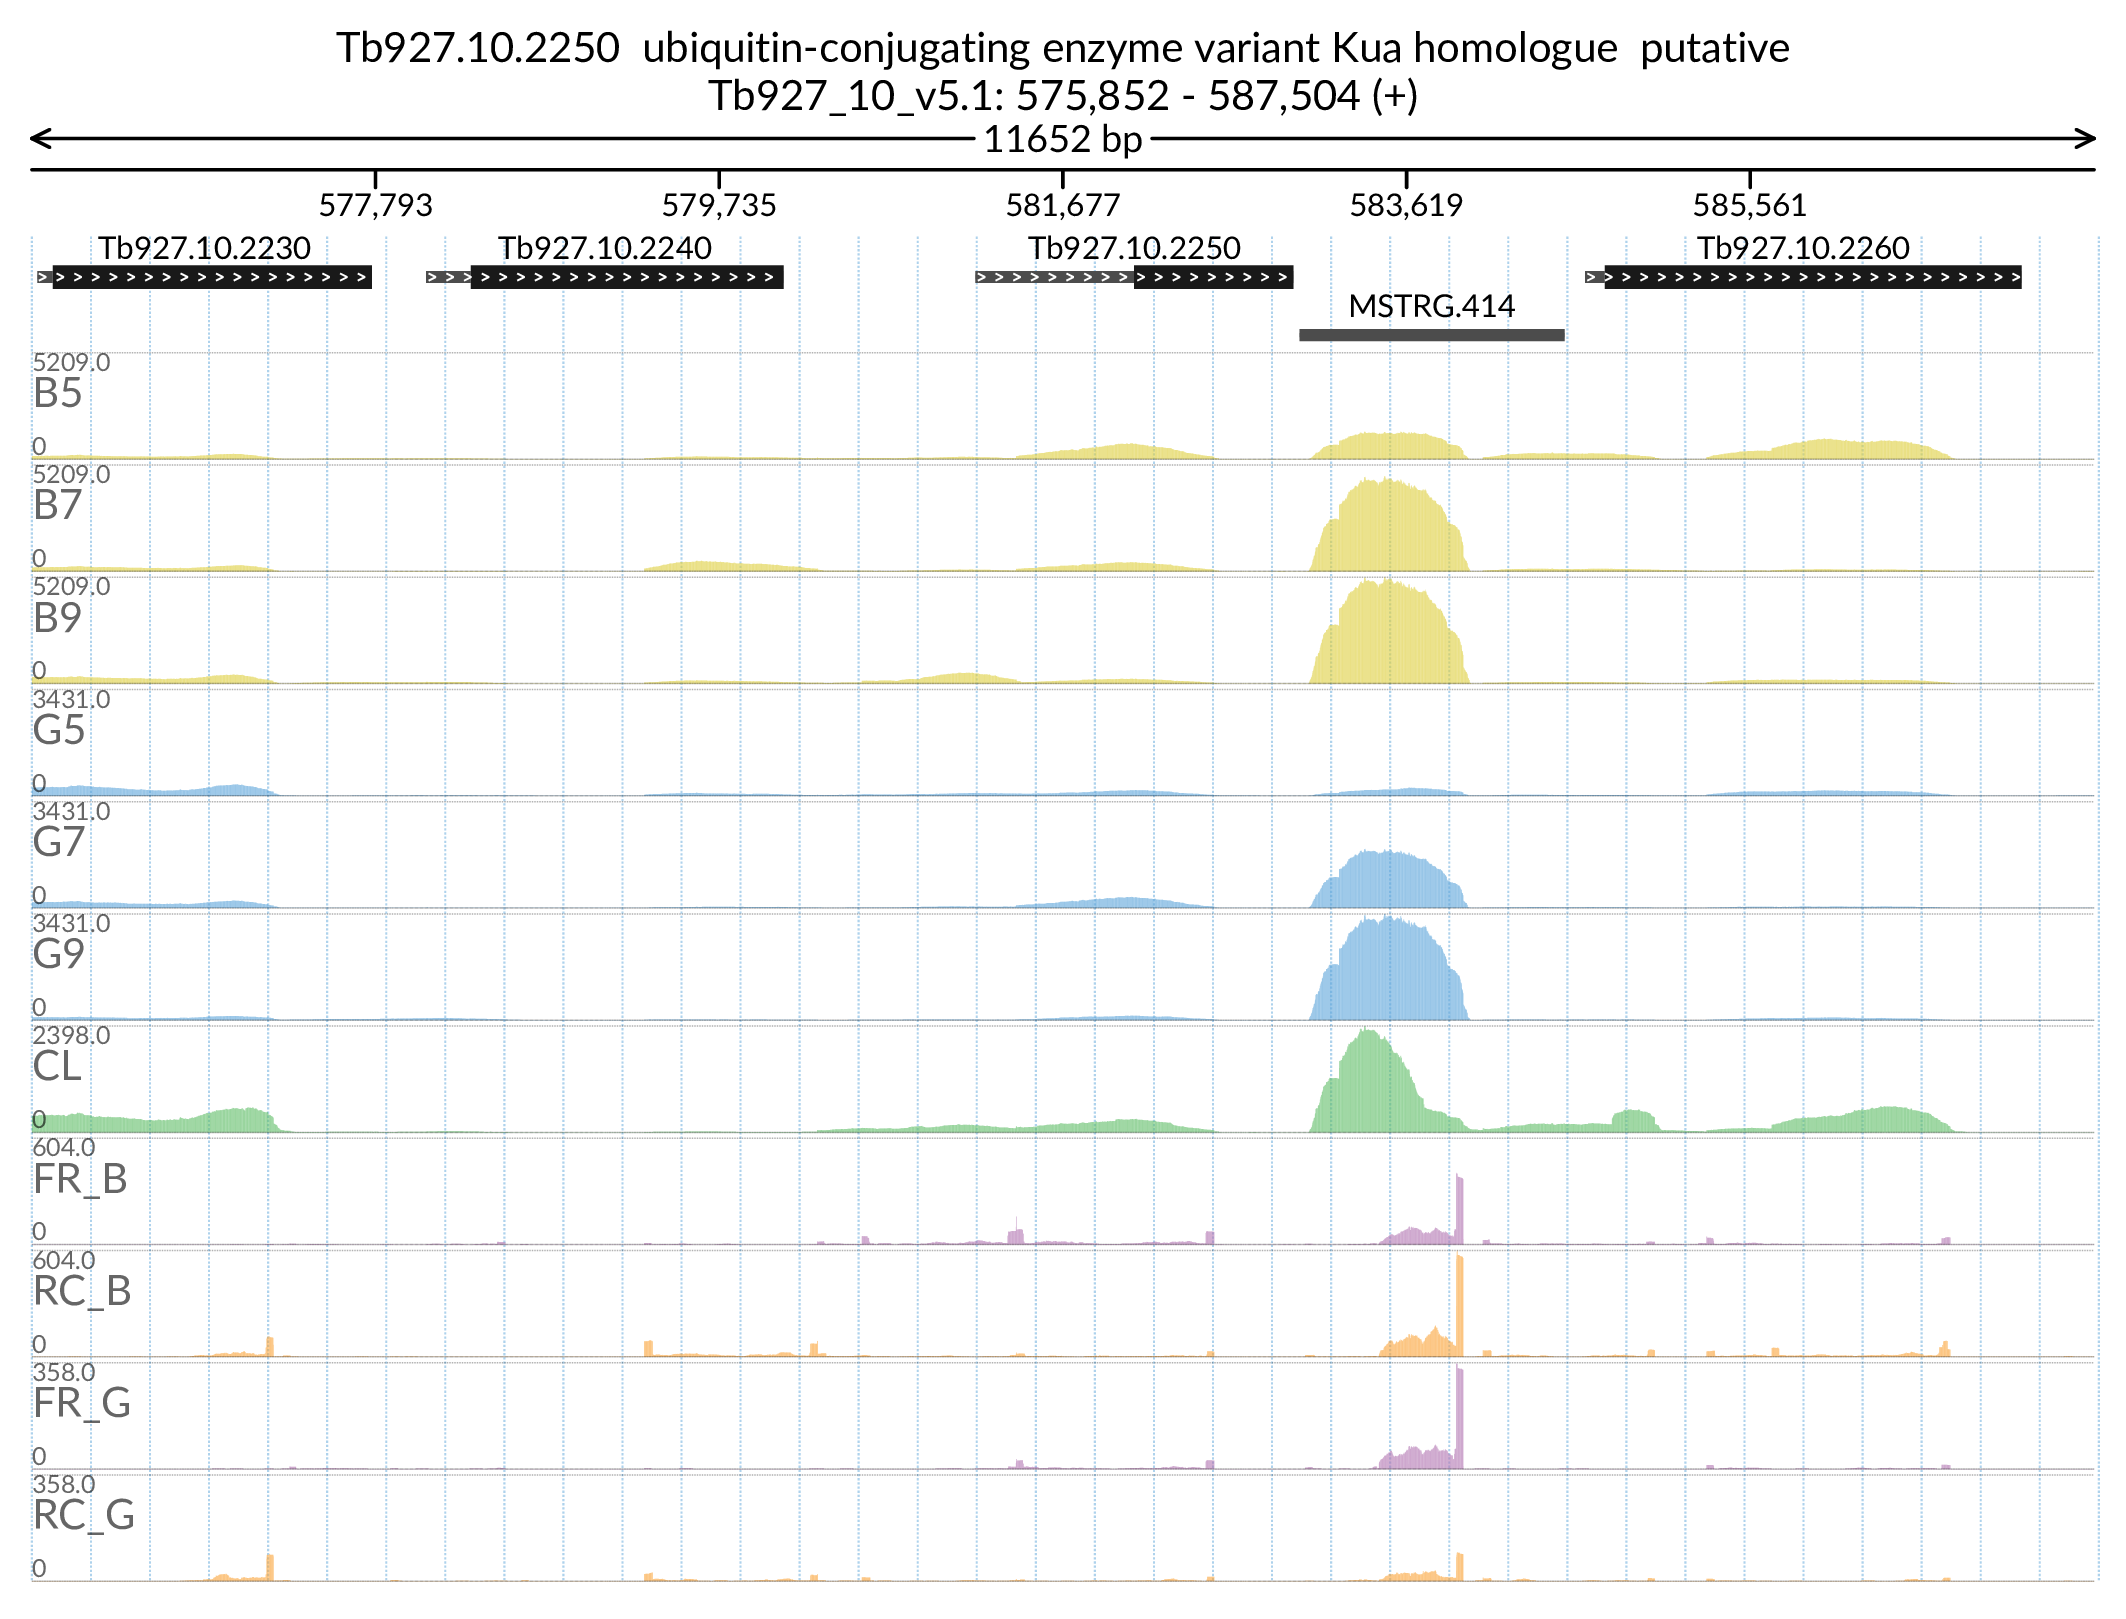 Tb927.10.2250  ubiquitin-conjugating enzyme variant Kua homologue  putative
Tb927_10_v5.1: 575,852 - 587,504 (+)
11652 bp
577,793 579,735 581,677 583,619 585,561
Tb927.10.2230 Tb927.10.2240 Tb927.10.2250 Tb927.10.2260
MSTRG.414
5209.0
B5
0
5209.0
B7
0
5209.0
B9
0
3431.0
G5
0
3431.0
G7
0
3431.0
G9
0
2398.0
CL
0
604.0
FR_B
0
604.0
RC_B
0
358.0
FR_G
0
358.0
RC_G
0